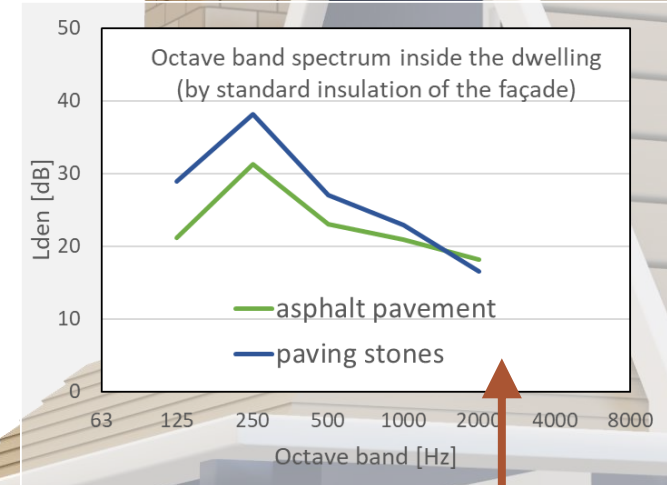 Octave band spectrum inside the dwelling
(by standard insulation of the façade)
50
40
30
20
10
0
Lden [dB]
asphalt pavement
paving stones
63 125 250 500 1000 2000 4000 8000
Octave band [Hz]